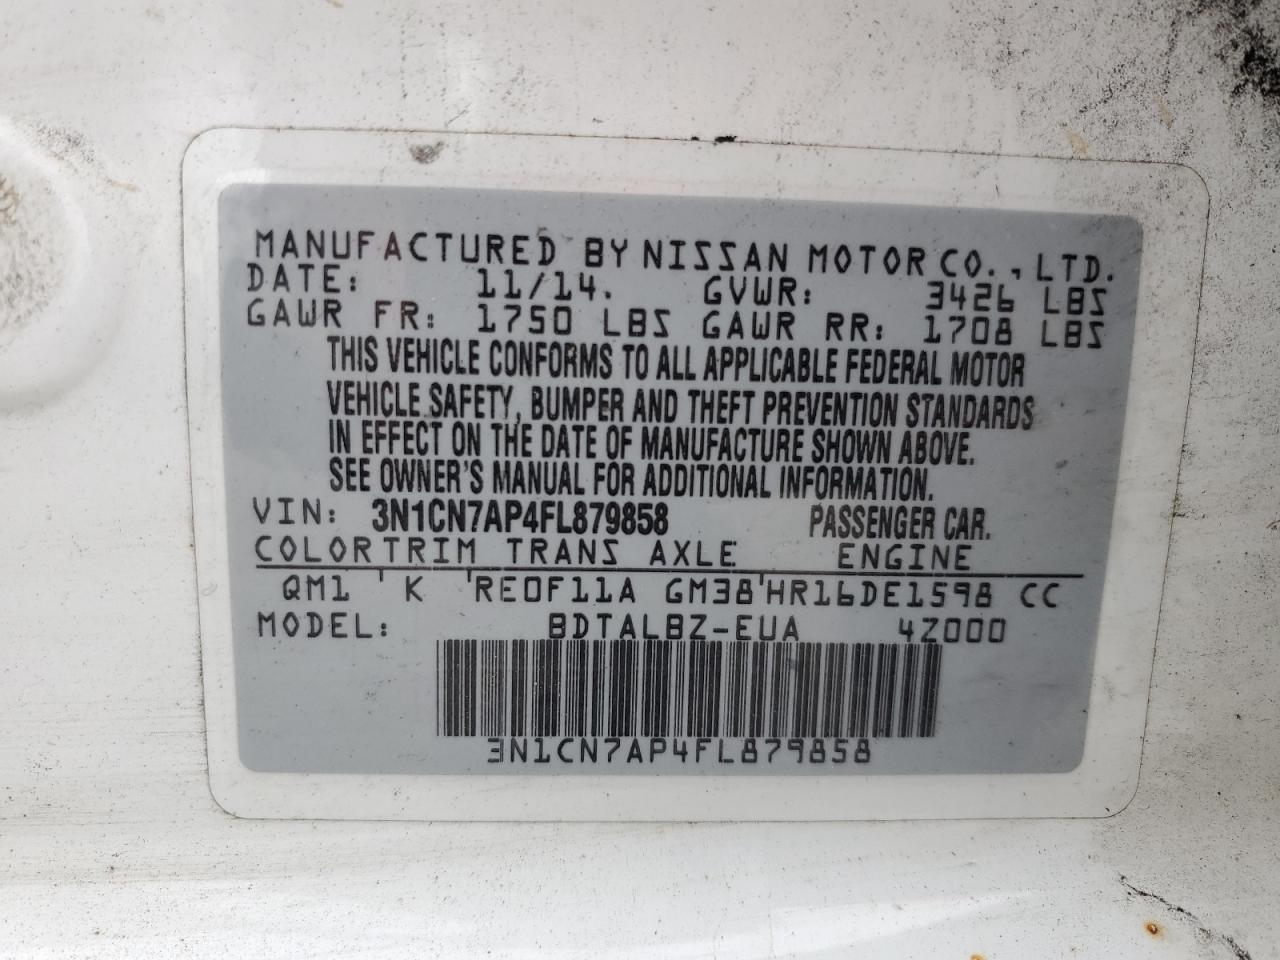 MANUFACTURED BY NISSAN MOTOR CO., LTD.
DATE: 11/14. GVWR: 3426 LBS
GAWR FR: 1750 LBS GAWR RR: 1708 LBS
THIS VEHICLE CONFORMS TO ALL APPLICABLE FEDERAL MOTOR
VEHICLE SAFETY, BUMPER AND THEFT PREVENTION STANDARDS
IN EFFECT ON THE DATE OF MANUFACTURE SHOWN ABOVE.
SEE OWNER'S MANUAL FOR ADDITIONAL INFORMATION.
VIN: 3N1CN7AP4FL879858 PASSENGER CAR.
COLORTRIM TRANS AXLE ENGINE
QM1 ' K 'RE0F11A GM38'HR16DE1598 CC
MODEL: BDTALBZ-EUA 4Z000
3N1CN7AP4FL879858